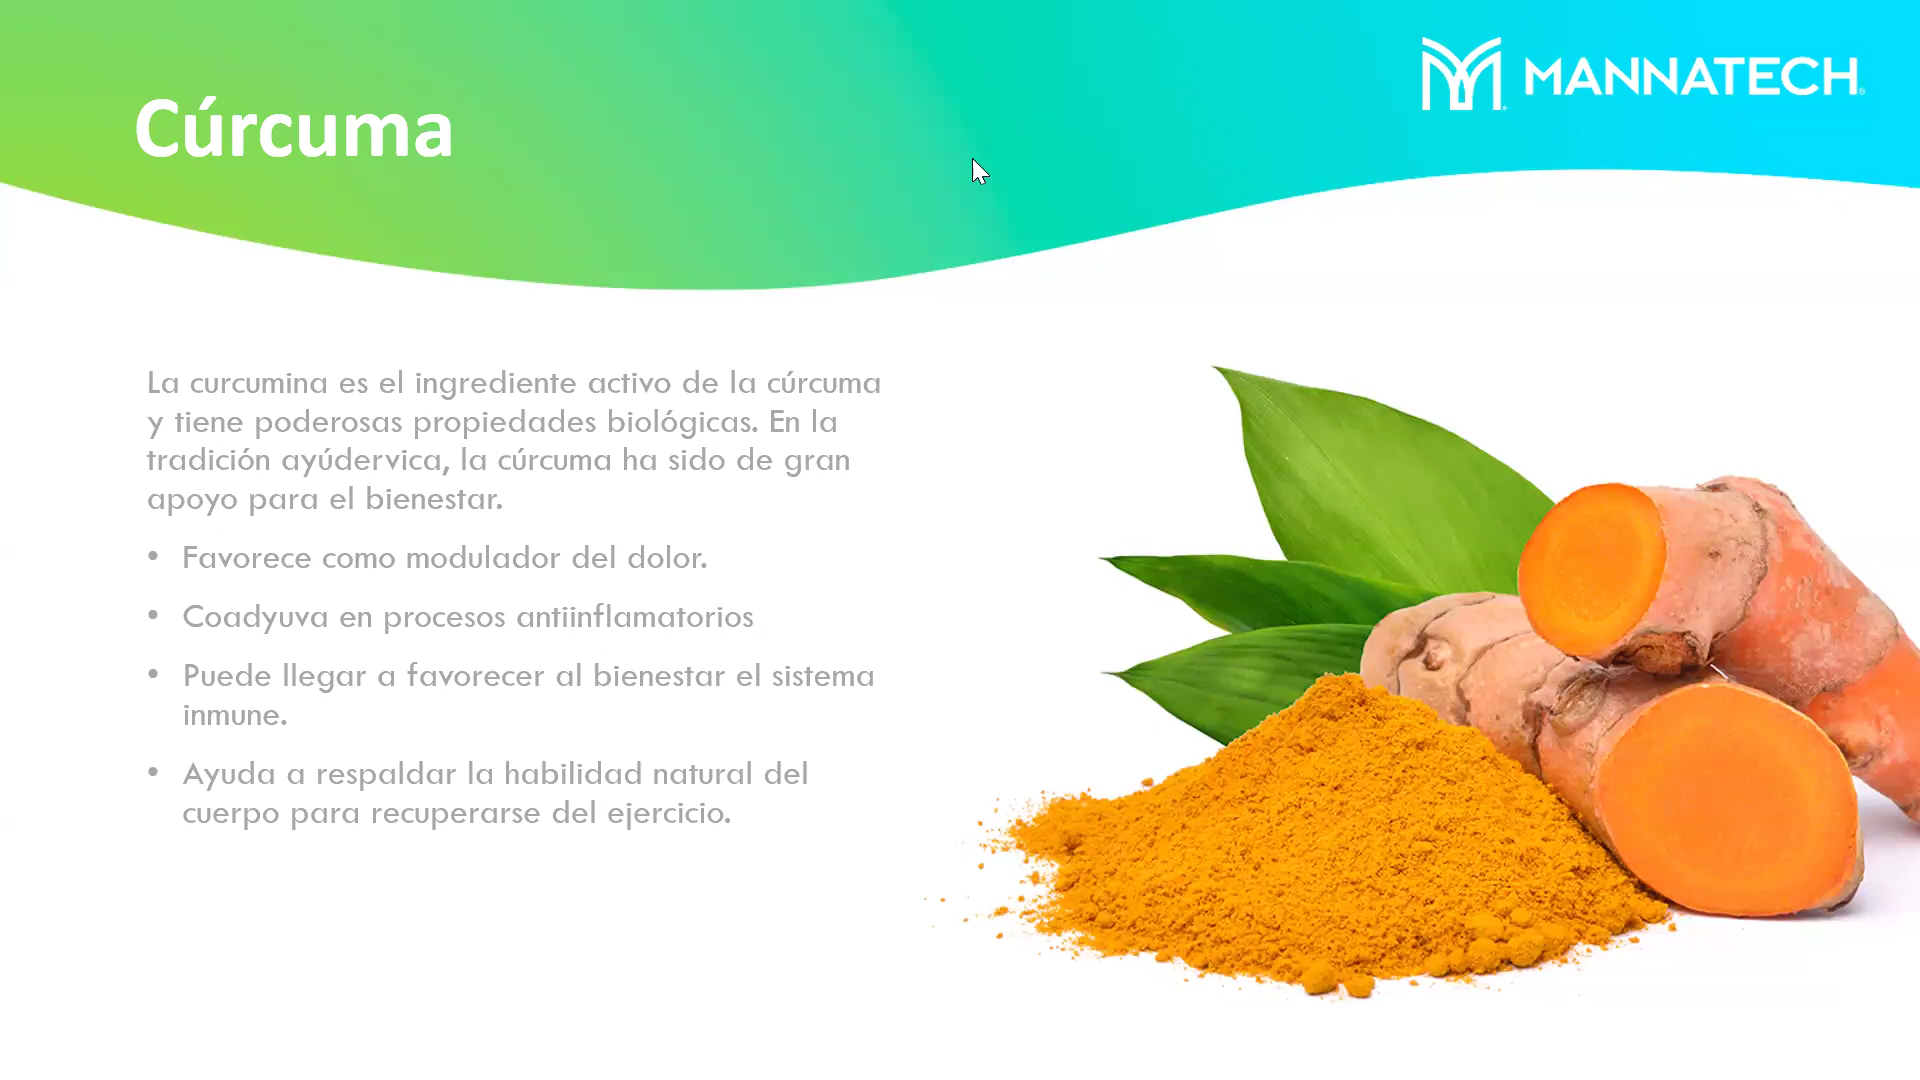 MANNATECH
Cúrcuma
La curcumina es el ingrediente activo de la cúrcuma
y tiene poderosas propiedades biológicas. En la
tradición ayúdervica, la cúrcuma ha sido de gran
apoyo para el bienestar.
• Favorece como modulador del dolor.
• Coadyuva en procesos antiinflamatorios
• Puede llegar a favorecer al bienestar el sistema
inmune.
• Ayuda a respaldar la habilidad natural del
cuerpo para recuperarse del ejercicio.